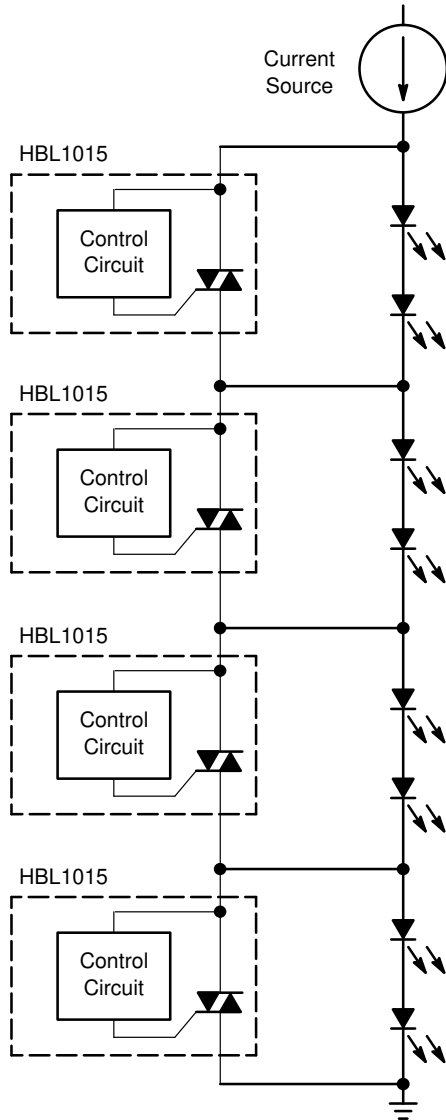 Current
Source
HBL1015
Control
Circuit
HBL1015
Control
Circuit
HBL1015
Control
Circuit
HBL1015
Control
Circuit